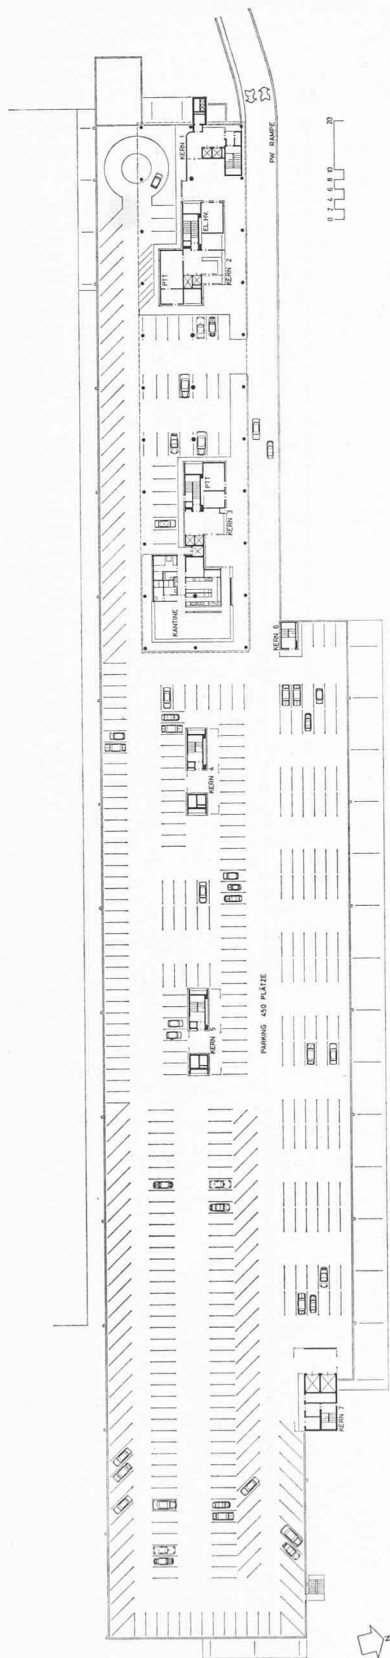 PW RAMPE
KERN 1
EL.HV.
PTT
KERN 2
0 2 4 6 8 10 20
PTT
KERN 3
KANTINE
KERN 6
KERN 4
PARKING 450 PLÄTZE
KERN 5
KERN 7
N